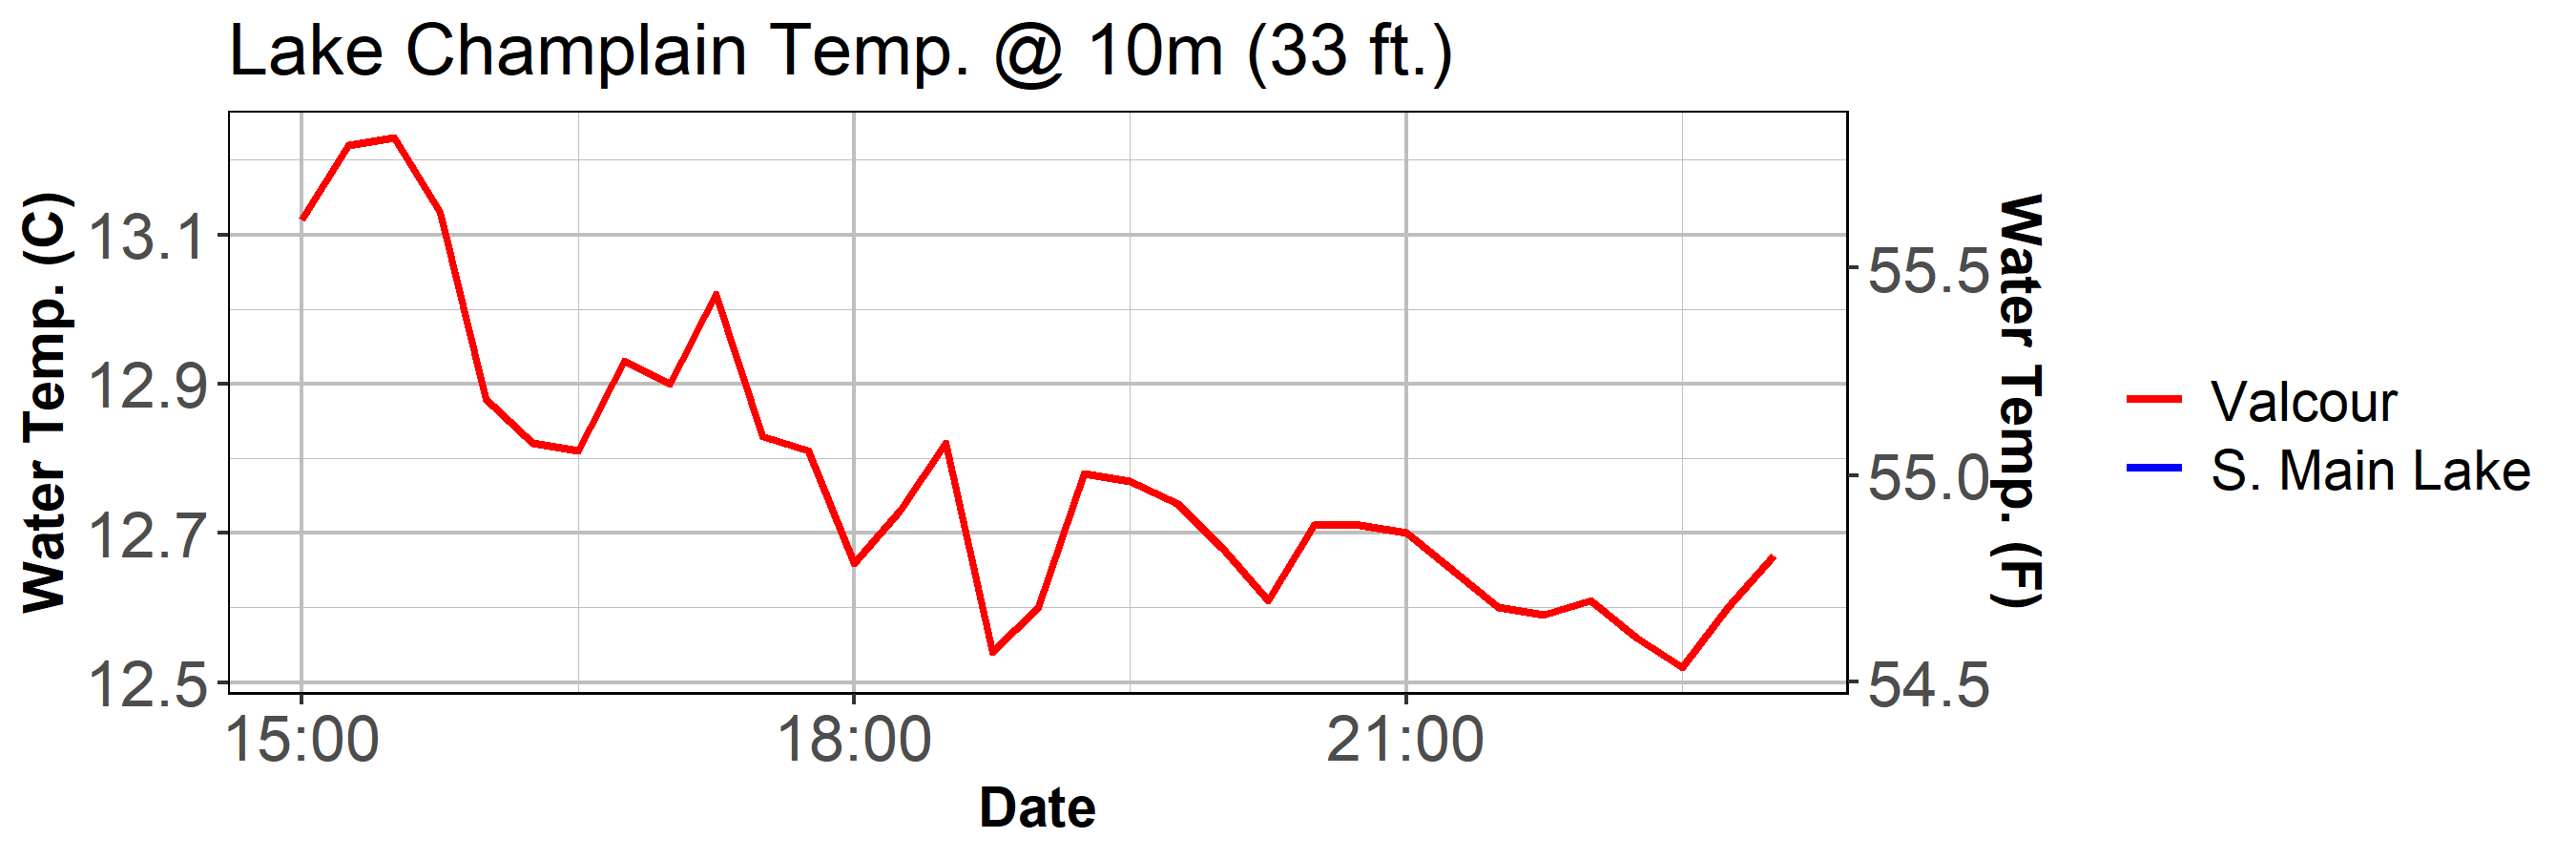 Lake Champlain Temp. @ 10m (33 ft.)
Water Temp. (C)
13.1
12.9
12.7
12.5
55.5
55.0
54.5
Water Temp. (F)
15:00
18:00
21:00
Date
Valcour
S. Main Lake